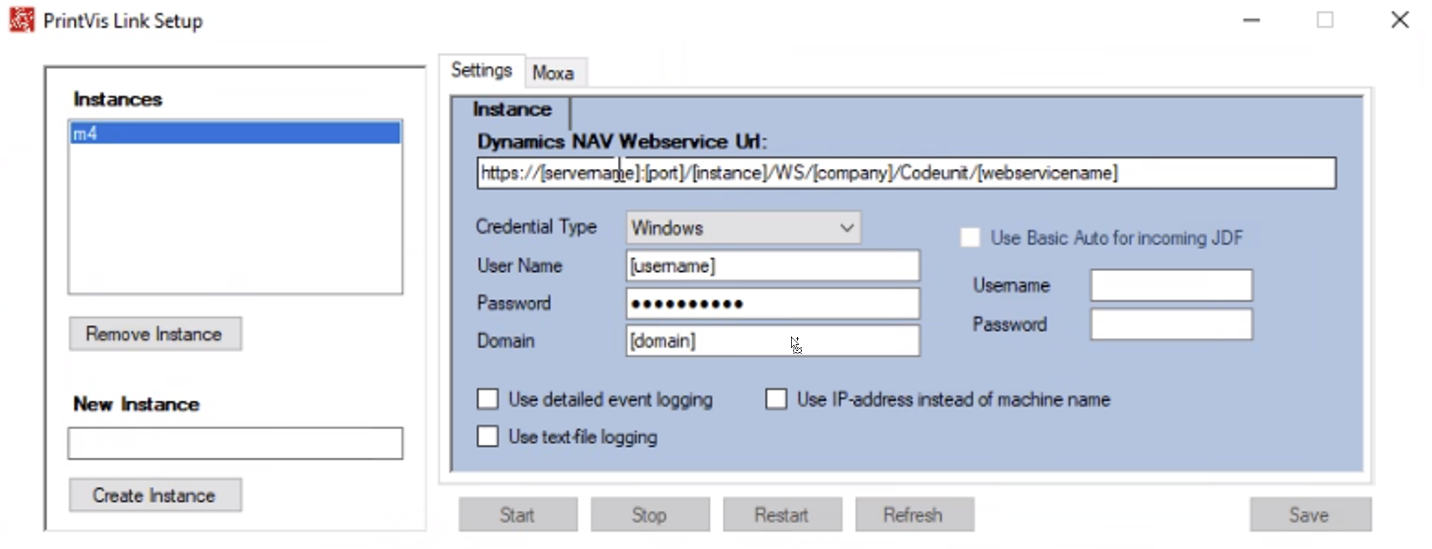 PrintVis Link Setup
Instances
m4
Remove Instance
New Instance
Create Instance
Settings
Moxa
Instance
Dynamics NAV Webservice Url:
https://[servername]:[port]/[instance]/WS/[company]/Codeunit/[webservicename]
Credential Type
Windows
User Name
[username]
Password
●●●●●●●●●●
Domain
[domain]
Use Basic Auto for incoming JDF
Username
Password
Use detailed event logging
Use IP-address instead of machine name
Use text-file logging
Start
Stop
Restart
Refresh
Save